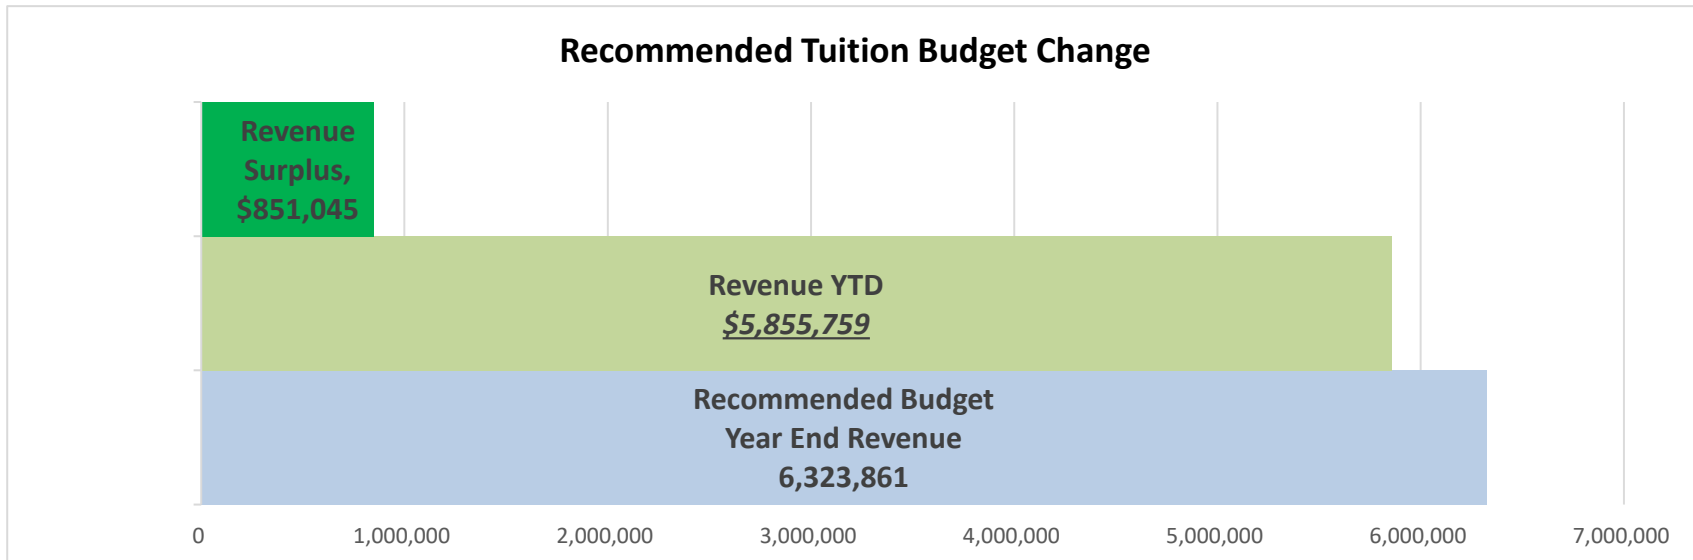 Recommended Tuition Budget Change
Revenue
Surplus,
$851,045
Revenue YTD
$5,855,759
Recommended Budget
Year End Revenue
6,323,861
0 1,000,000 2,000,000 3,000,000 4,000,000 5,000,000 6,000,000 7,000,000